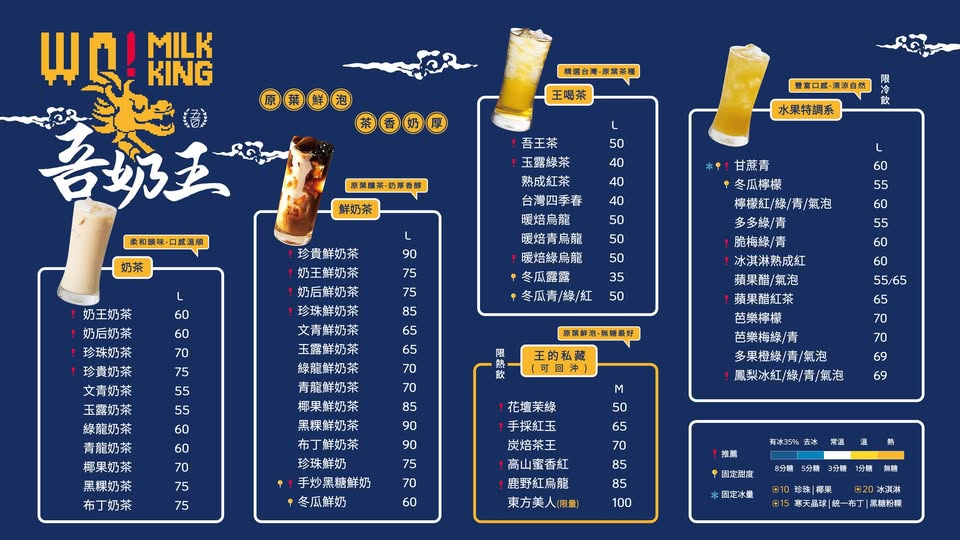 WO! MILK KING
吾奶王
原葉鮮泡
茶香奶厚
柔和韻味-口感溫順
奶茶
L
奶王奶茶 60
奶后奶茶 60
珍珠奶茶 70
珍貴奶茶 75
文青奶茶 55
玉露奶茶 55
綠龍奶茶 60
青龍奶茶 60
椰果奶茶 70
黑粿奶茶 75
布丁奶茶 75
原葉釀茶-奶厚香醇
鮮奶茶
L
珍貴鮮奶茶 90
奶王鮮奶茶 75
奶后鮮奶茶 75
珍珠鮮奶茶 85
文青鮮奶茶 65
玉露鮮奶茶 65
綠龍鮮奶茶 70
青龍鮮奶茶 70
椰果鮮奶茶 85
黑粿鮮奶茶 90
布丁鮮奶茶 90
珍珠鮮奶 75
手炒黑糖鮮奶 70
冬瓜鮮奶 60
精選台灣-原葉茶種
王喝茶
L
吾王茶 50
玉露綠茶 40
熟成紅茶 40
台灣四季春 40
暖焙烏龍 50
暖焙青烏龍 50
暖焙綠烏龍 50
冬瓜露露 35
冬瓜青/綠/紅 50
原葉鮮泡-無糖最好
限熱飲
王的私藏
(可回沖)
M
花壇茉綠 50
手採紅玉 65
炭焙茶王 70
高山蜜香紅 85
鹿野紅烏龍 85
東方美人(限量) 100
豐富口感-清涼自然
限冷飲
水果特調系
L
甘蔗青 60
冬瓜檸檬 55
檸檬紅/綠/青/氣泡 60
多多綠/青 55
脆梅綠/青 60
冰淇淋熟成紅 60
蘋果醋/氣泡 55/65
蘋果醋紅茶 65
芭樂檸檬 70
芭樂梅綠/青 70
多果橙綠/青/氣泡 69
鳳梨冰紅/綠/青/氣泡 69
推薦
固定甜度
固定冰量
有冰35% 去冰 常溫 溫 熱
8分糖 5分糖 3分糖 1分糖 無糖
+10 珍珠|椰果 +20 冰淇淋
+15 寒天晶球|統一布丁|黑糖粉粿